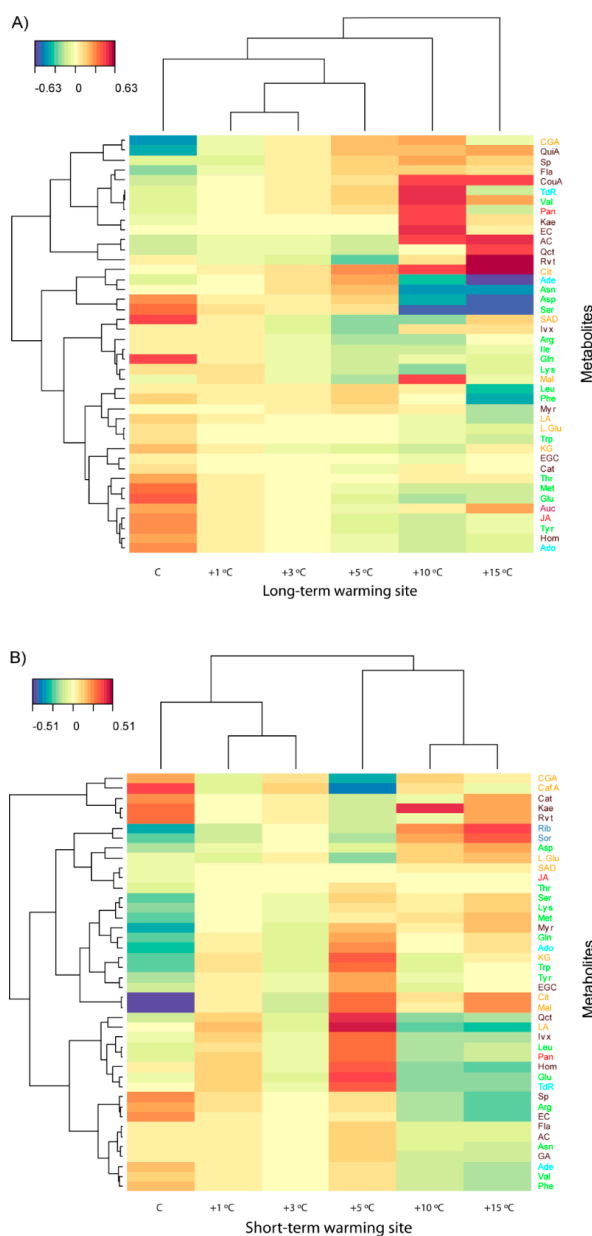 A)
-0.63 0 0.63
CGA
QuiA
Sp
Fla
CouA
TdR
Val
Pan
Kae
EC
AC
Qct
Rvt
Cit
Ade
Asn
Asp
Ser
SAD
Ivx
Arg
Ile
Gln
Lys
Mal
Leu
Phe
Myr
LA
L.Glu
Trp
KG
EGC
Cat
Thr
Met
Glu
Auc
JA
Tyr
Hom
Ado
Metabolites
C +1 ºC +3 ºC +5 ºC +10 ºC +15 ºC
Long-term warming site
B)
-0.51 0 0.51
CGA
CafA
Cat
Kae
Rvt
Rib
Sor
Asp
L.Glu
SAD
JA
Thr
Ser
Lys
Met
Myr
Gln
Ado
KG
Trp
Tyr
EGC
Cit
Mal
Qct
LA
Ivx
Leu
Pan
Hom
Glu
TdR
Sp
Arg
EC
Fla
AC
Asn
GA
Ade
Val
Phe
Metabolites
C +1 ºC +3 ºC +5 ºC +10 ºC +15 ºC
Short-term warming site